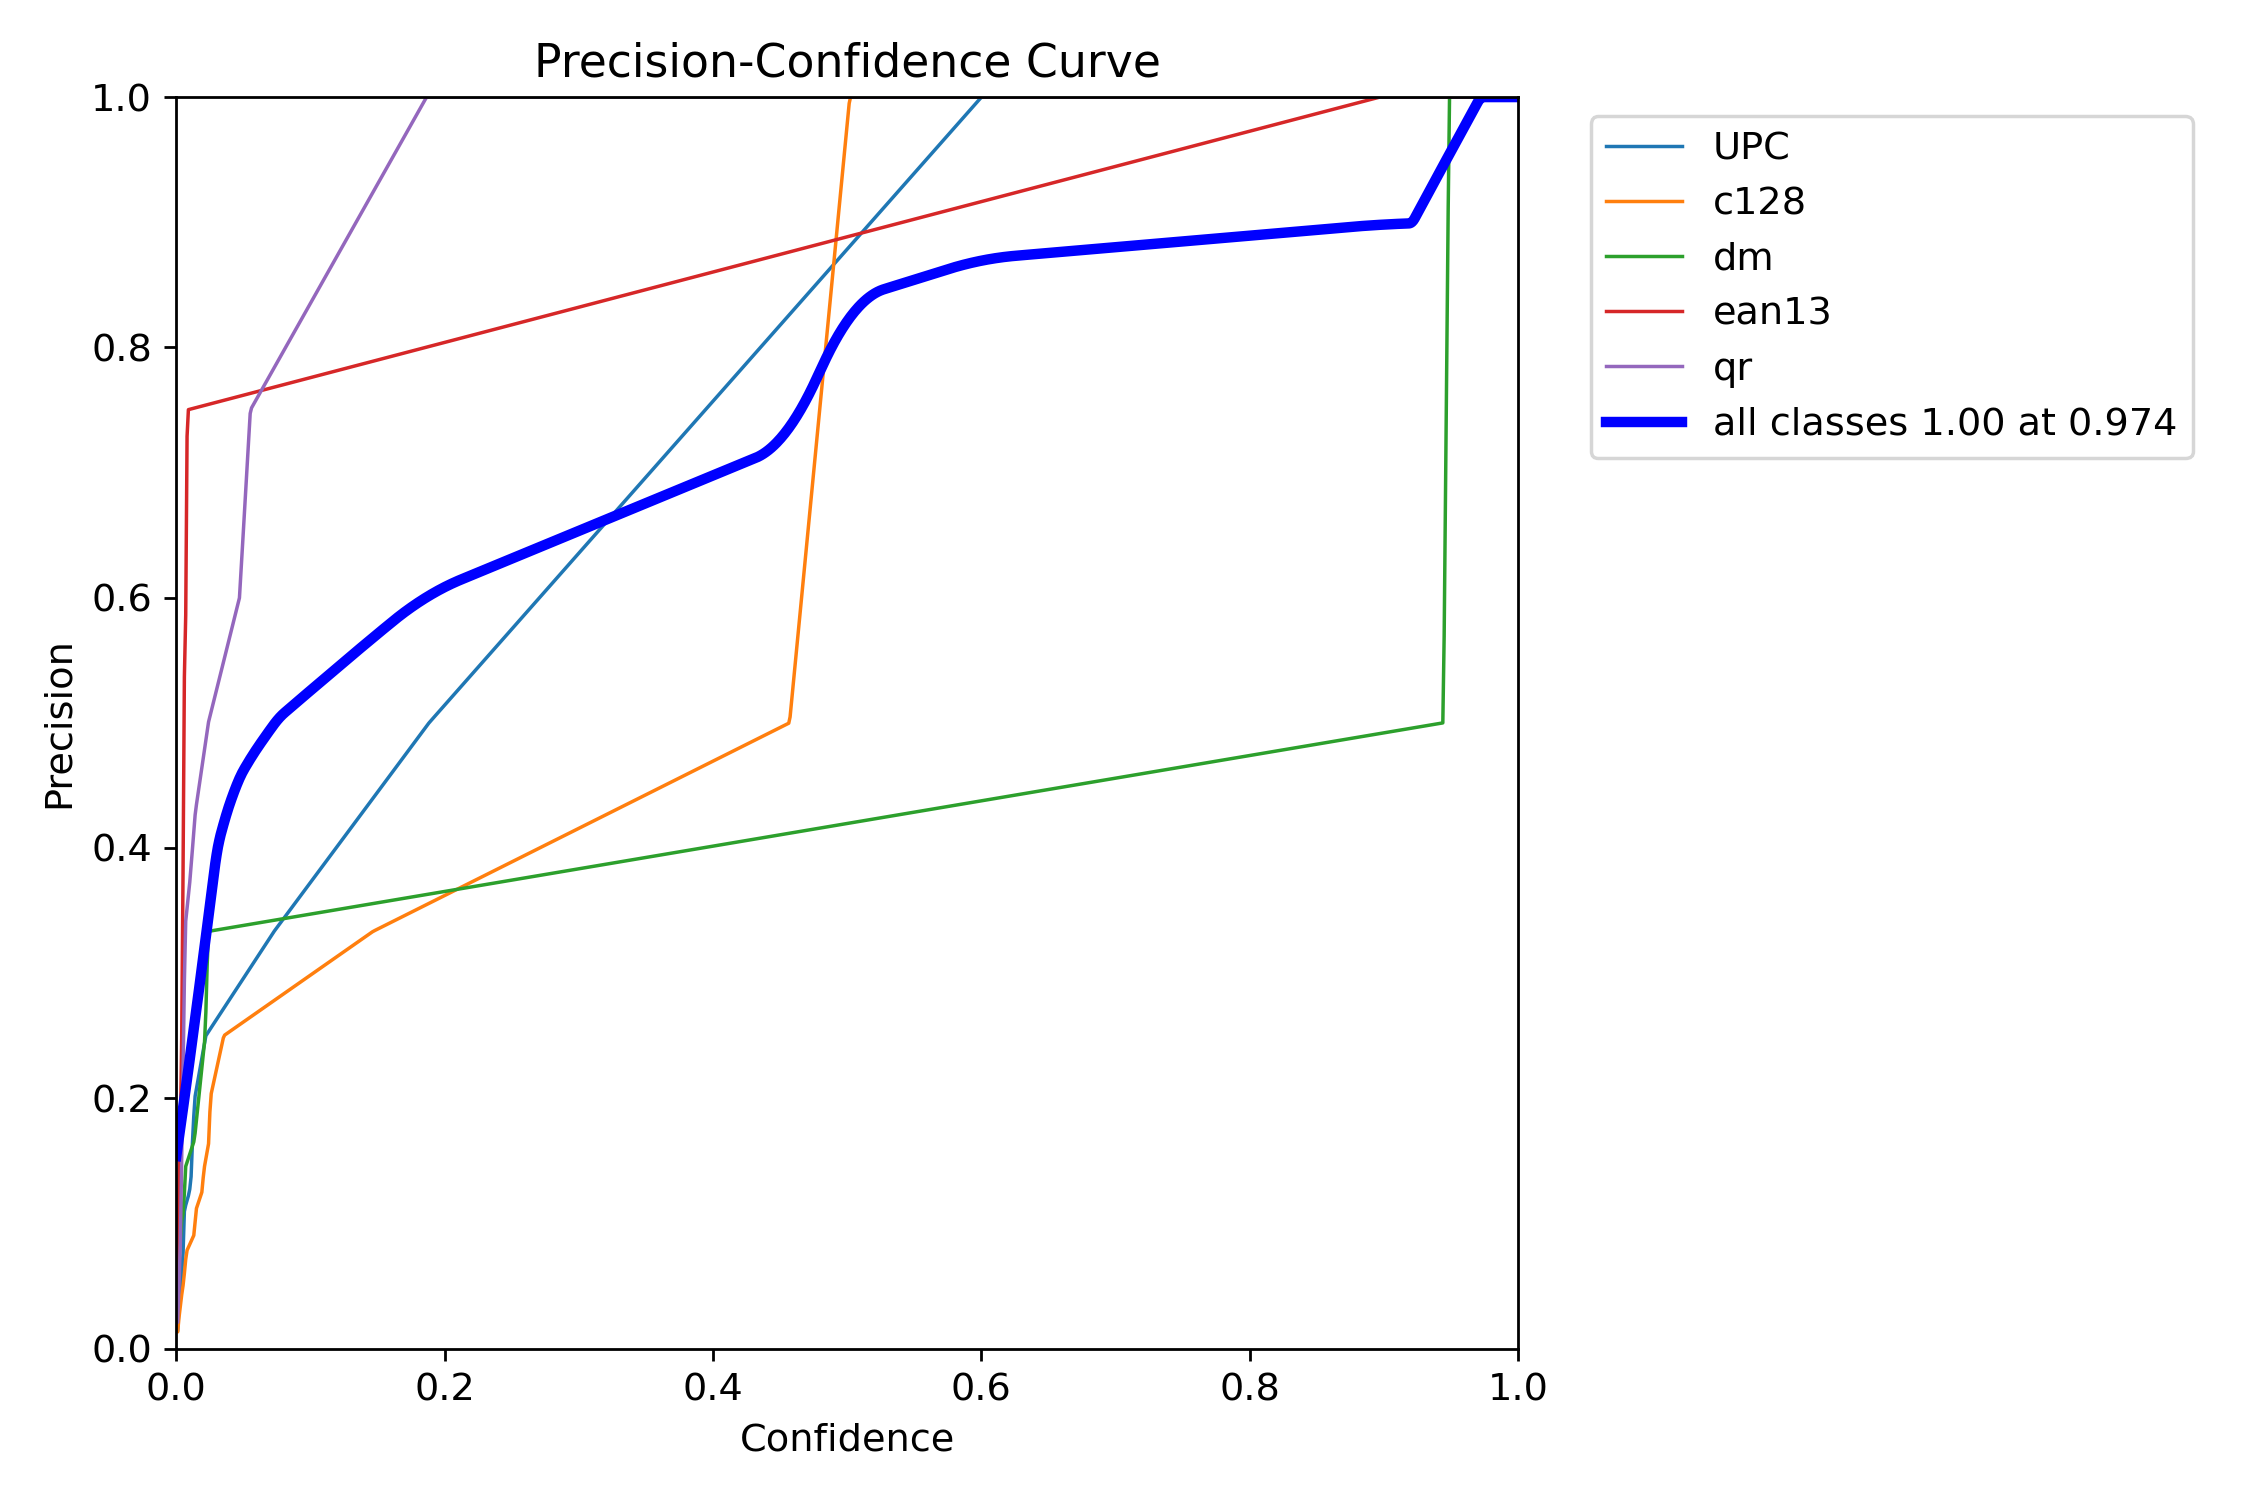 Precision-Confidence Curve
1.0
0.8
0.6
0.4
0.2
0.0
Precision
0.0 0.2 0.4 0.6 0.8 1.0
Confidence
UPC
c128
dm
ean13
qr
all classes 1.00 at 0.974